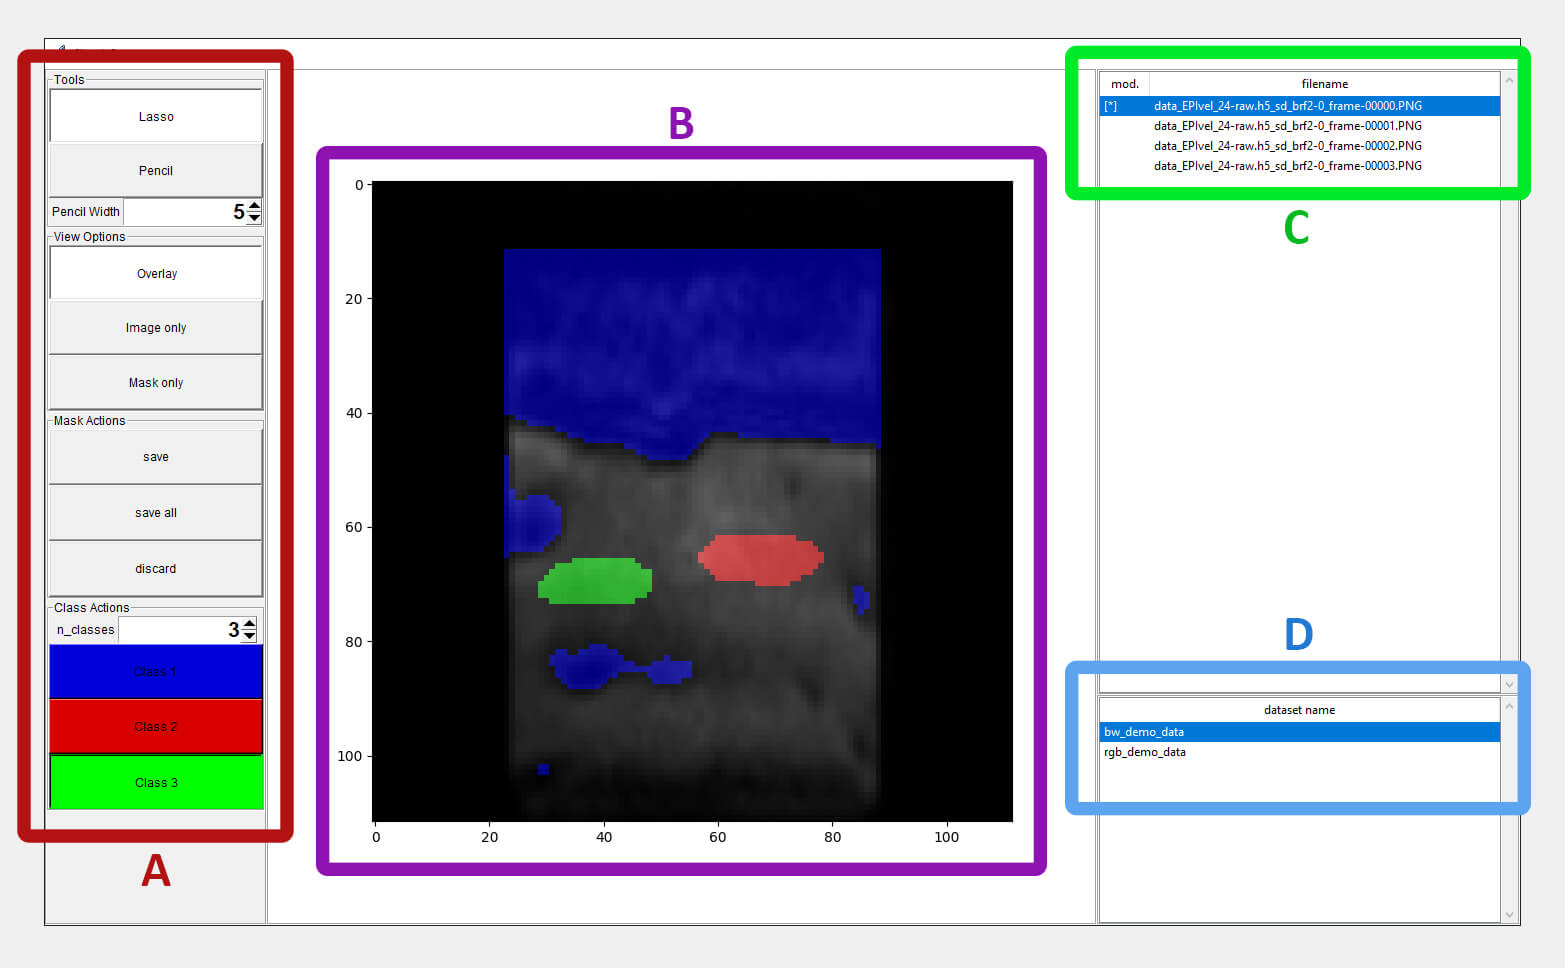 Tools
Lasso
Pencil
Pencil Width 5
View Options
Overlay
Image only
Mask only
Mask Actions
save
save all
discard
Class Actions
n_classes 3
Class 1
Class 2
Class 3
A
B
0
20
40
60
80
100
0 20 40 60 80 100
mod. filename
[*] data_EPIvel_24-raw.h5_sd_brf2-0_frame-00000.PNG
data_EPIvel_24-raw.h5_sd_brf2-0_frame-00001.PNG
data_EPIvel_24-raw.h5_sd_brf2-0_frame-00002.PNG
data_EPIvel_24-raw.h5_sd_brf2-0_frame-00003.PNG
C
D
dataset name
bw_demo_data
rgb_demo_data